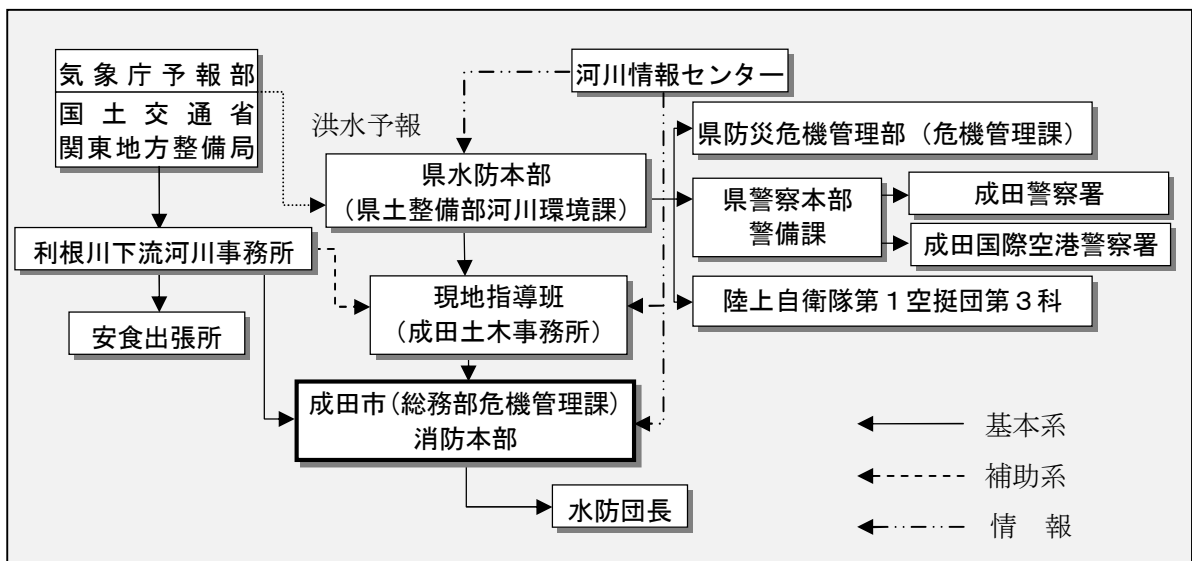 気象庁予報部
国土交通省
関東地方整備局
河川情報センター
洪水予報
県防災危機管理部（危機管理課）
県水防本部
（県土整備部河川環境課）
県警察本部
警備課
成田警察署
成田国際空港警察署
利根川下流河川事務所
現地指導班
（成田土木事務所）
陸上自衛隊第１空挺団第３科
安食出張所
成田市（総務部危機管理課）
消防本部
水防団長
基本系
補助系
情　報